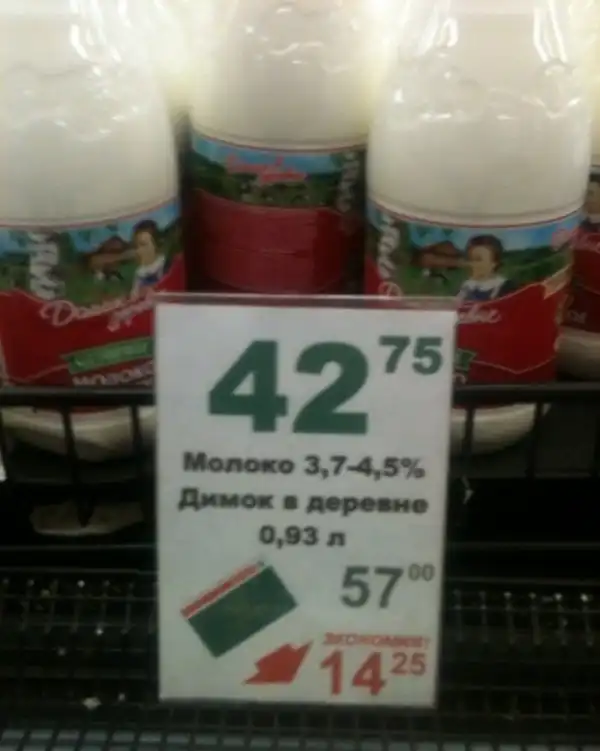 42 75
Молоко 3,7-4,5%
Димок в деревне
0,93 л
57 00
ЭКОНОМИЯ:
14 25